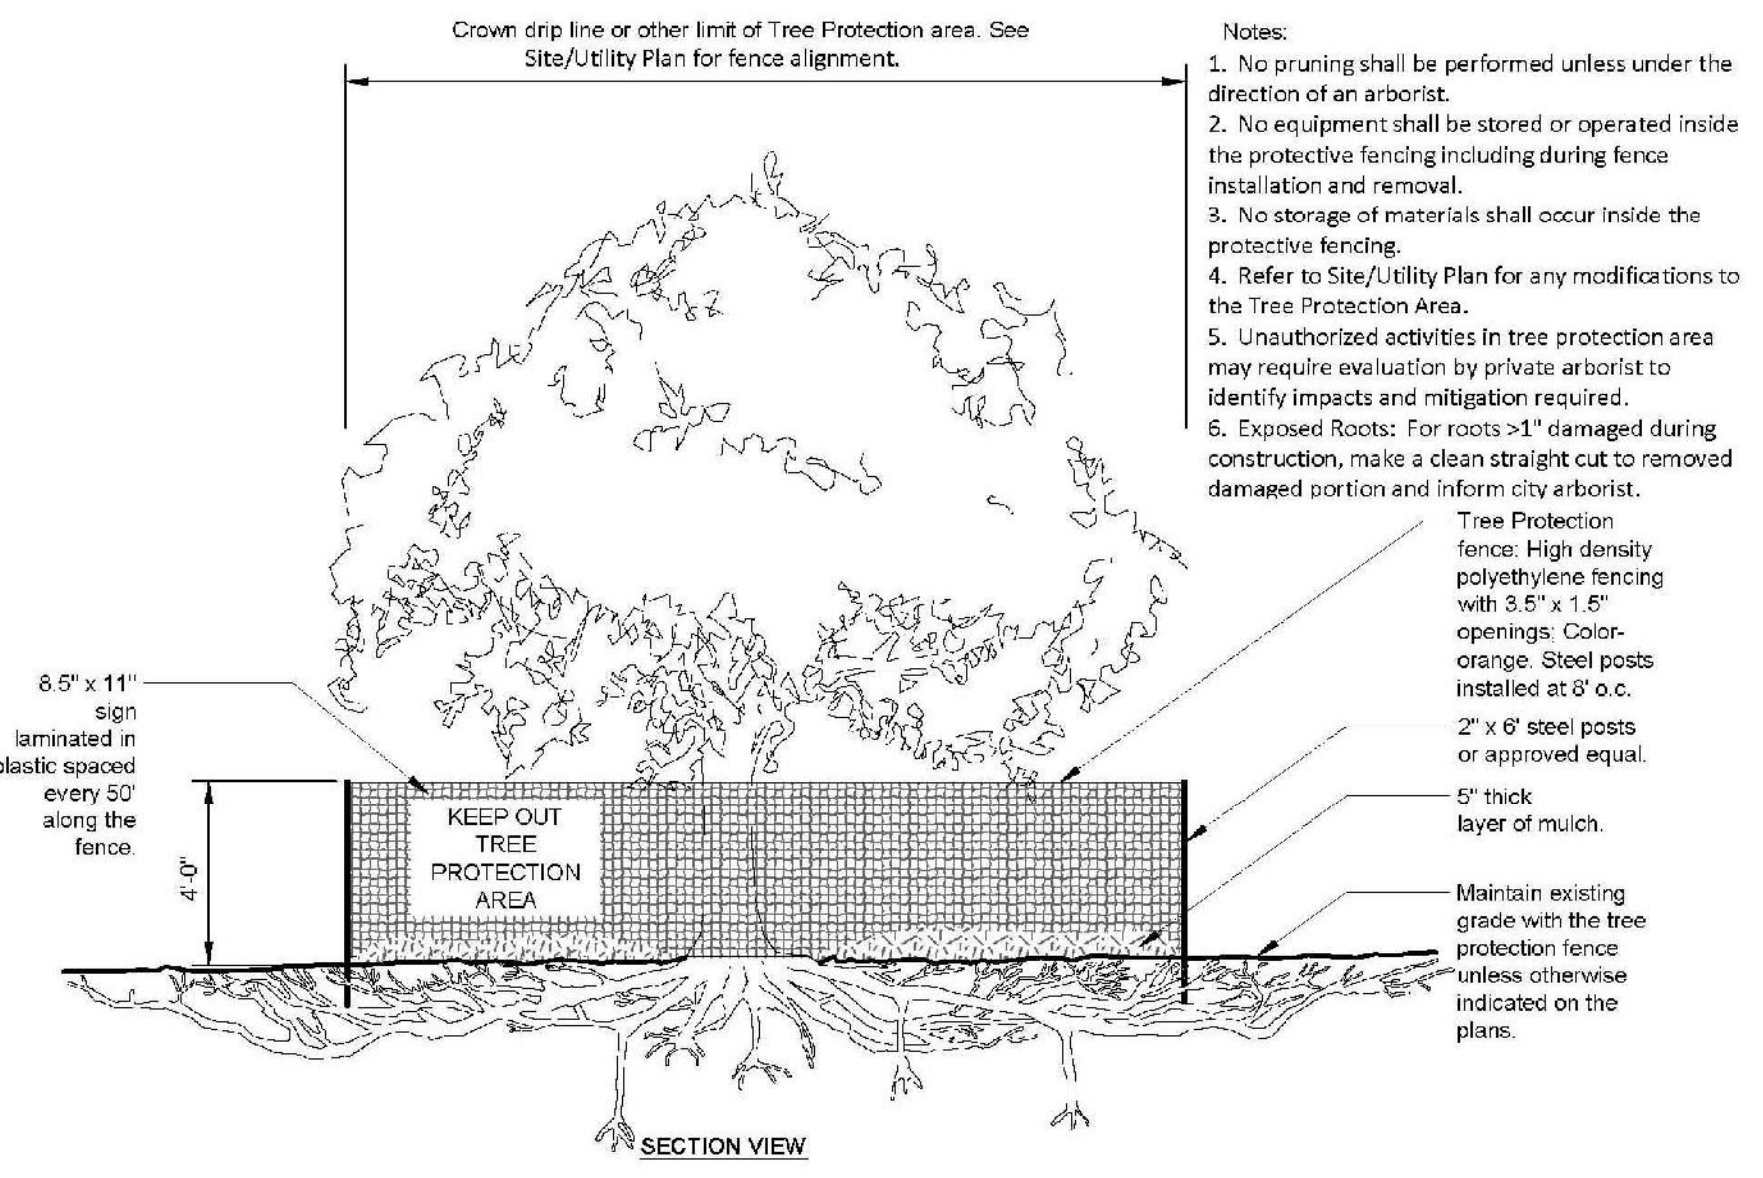 Crown drip line or other limit of Tree Protection area. See
Site/Utility Plan for fence alignment.
Notes:
1. No pruning shall be performed unless under the
direction of an arborist.
2. No equipment shall be stored or operated inside
the protective fencing including during fence
installation and removal.
3. No storage of materials shall occur inside the
protective fencing.
4. Refer to Site/Utility Plan for any modifications to
the Tree Protection Area.
5. Unauthorized activities in tree protection area
may require evaluation by private arborist to
identify impacts and mitigation required.
6. Exposed Roots: For roots >1" damaged during
construction, make a clean straight cut to removed
damaged portion and inform city arborist.
Tree Protection
fence: High density
polyethylene fencing
with 3.5" x 1.5"
openings; Color-
orange. Steel posts
installed at 8' o.c.
2" x 6' steel posts
or approved equal.
5" thick
layer of mulch.
Maintain existing
grade with the tree
protection fence
unless otherwise
indicated on the
plans.
8.5" x 11"
sign
laminated in
plastic spaced
every 50'
along the
fence.
4'-0"
KEEP OUT
TREE
PROTECTION
AREA
SECTION VIEW